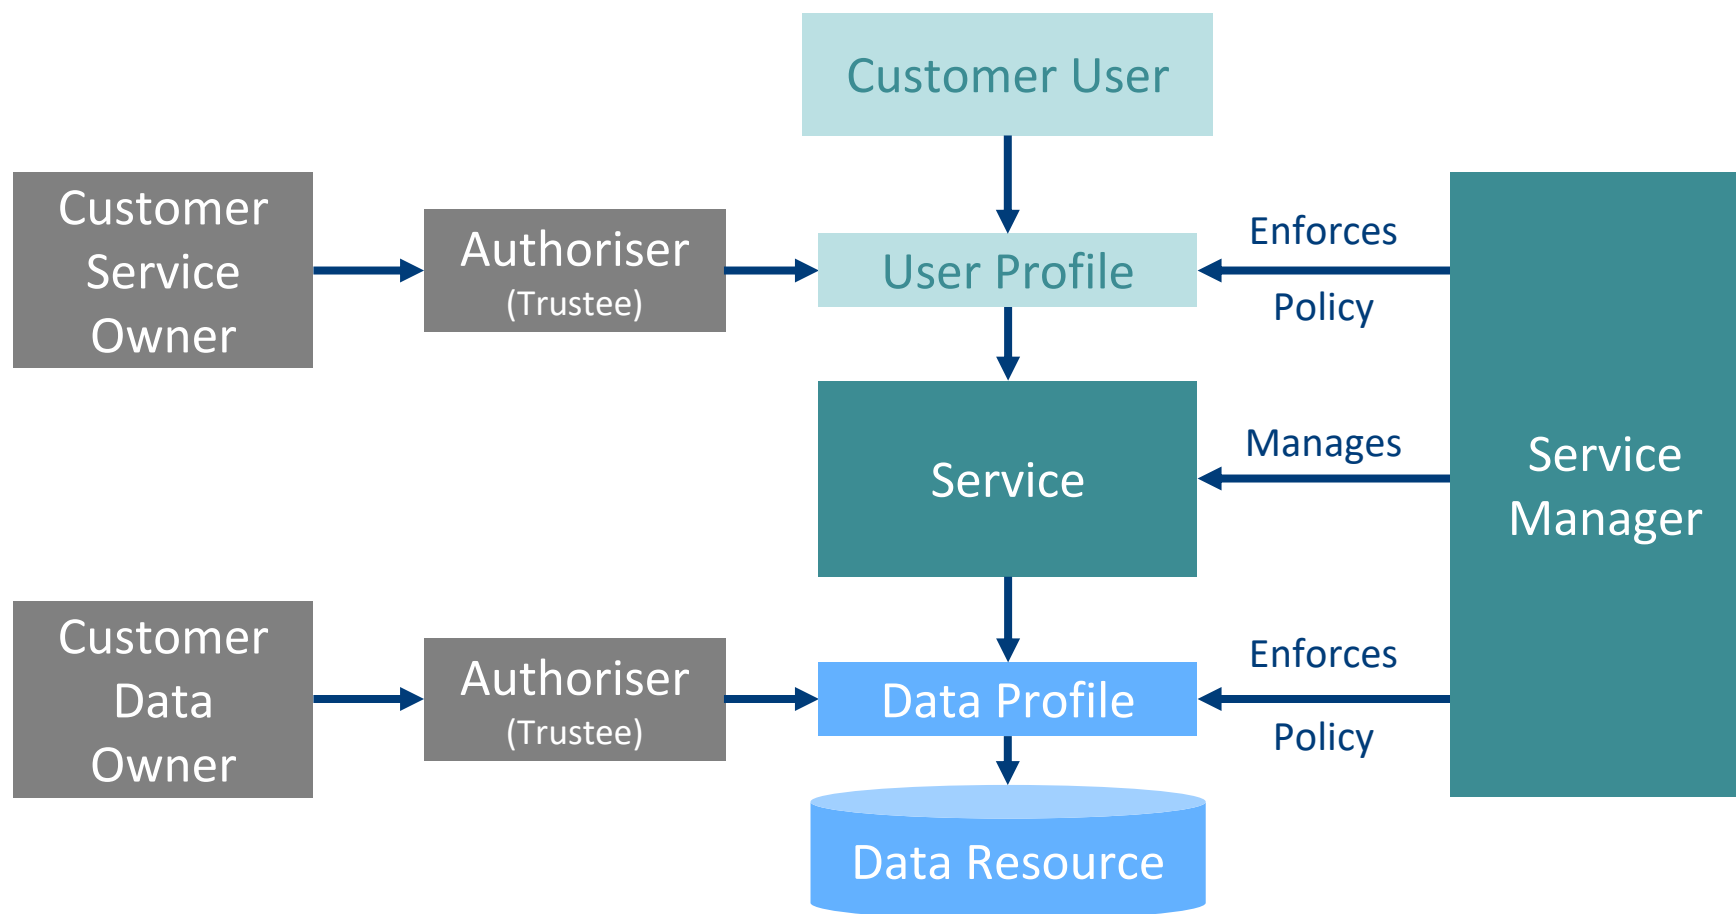 Customer User
Customer
Service
Owner
Authoriser
(Trustee)
User Profile
Enforces
Policy
Service
Manages
Service
Manager
Customer
Data
Owner
Authoriser
(Trustee)
Data Profile
Enforces
Policy
Data Resource